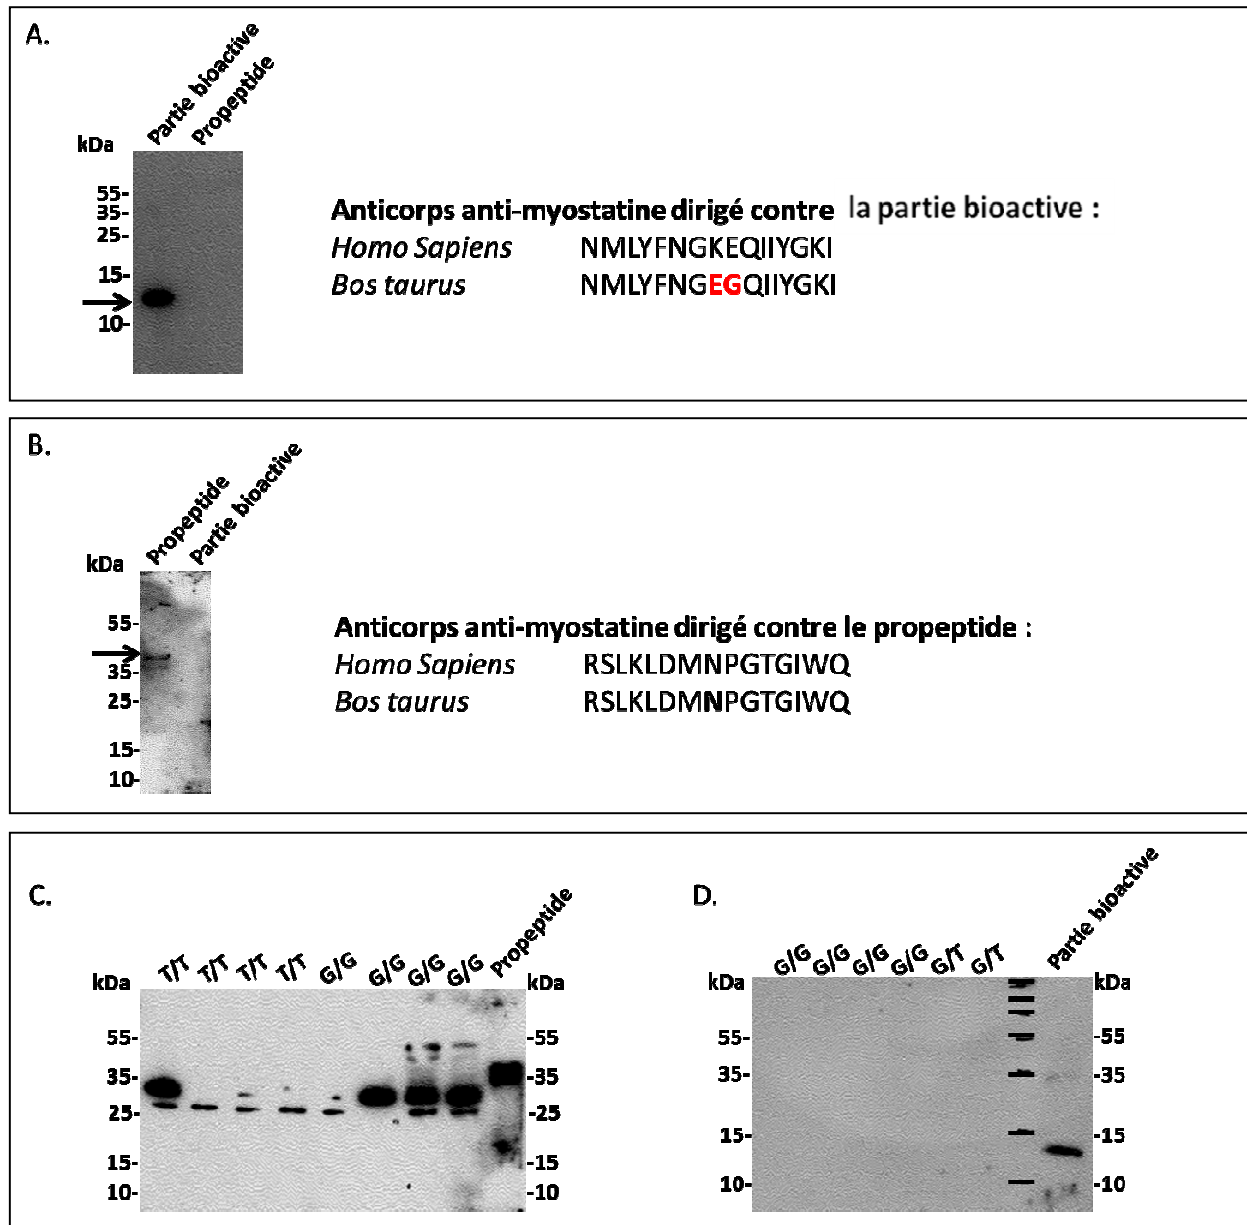 A.
Partie bioactive
Propeptide
kDa
55-
35-
25-
15-
10-
Anticorps anti-myostatine dirigé contre la partie bioactive :
Homo Sapiens NMLYFNGKEQIIYGKI
Bos taurus NMLYFNGEGQIIYGKI
B.
Propeptide
Partie bioactive
kDa
55-
35-
25-
15-
10-
Anticorps anti-myostatine dirigé contre le propeptide :
Homo Sapiens RSLKLDMNPGTGIWQ
Bos taurus RSLKLDMNPGTGIWQ
C.
T/T T/T T/T T/T G/G G/G G/G G/G Propeptide
kDa kDa
55- -55
35- -35
25- -25
15- -15
10- -10
D.
G/G G/G G/G G/G G/T G/T Partie bioactive
kDa kDa
55- -55
35- -35
15- -15
10- -10